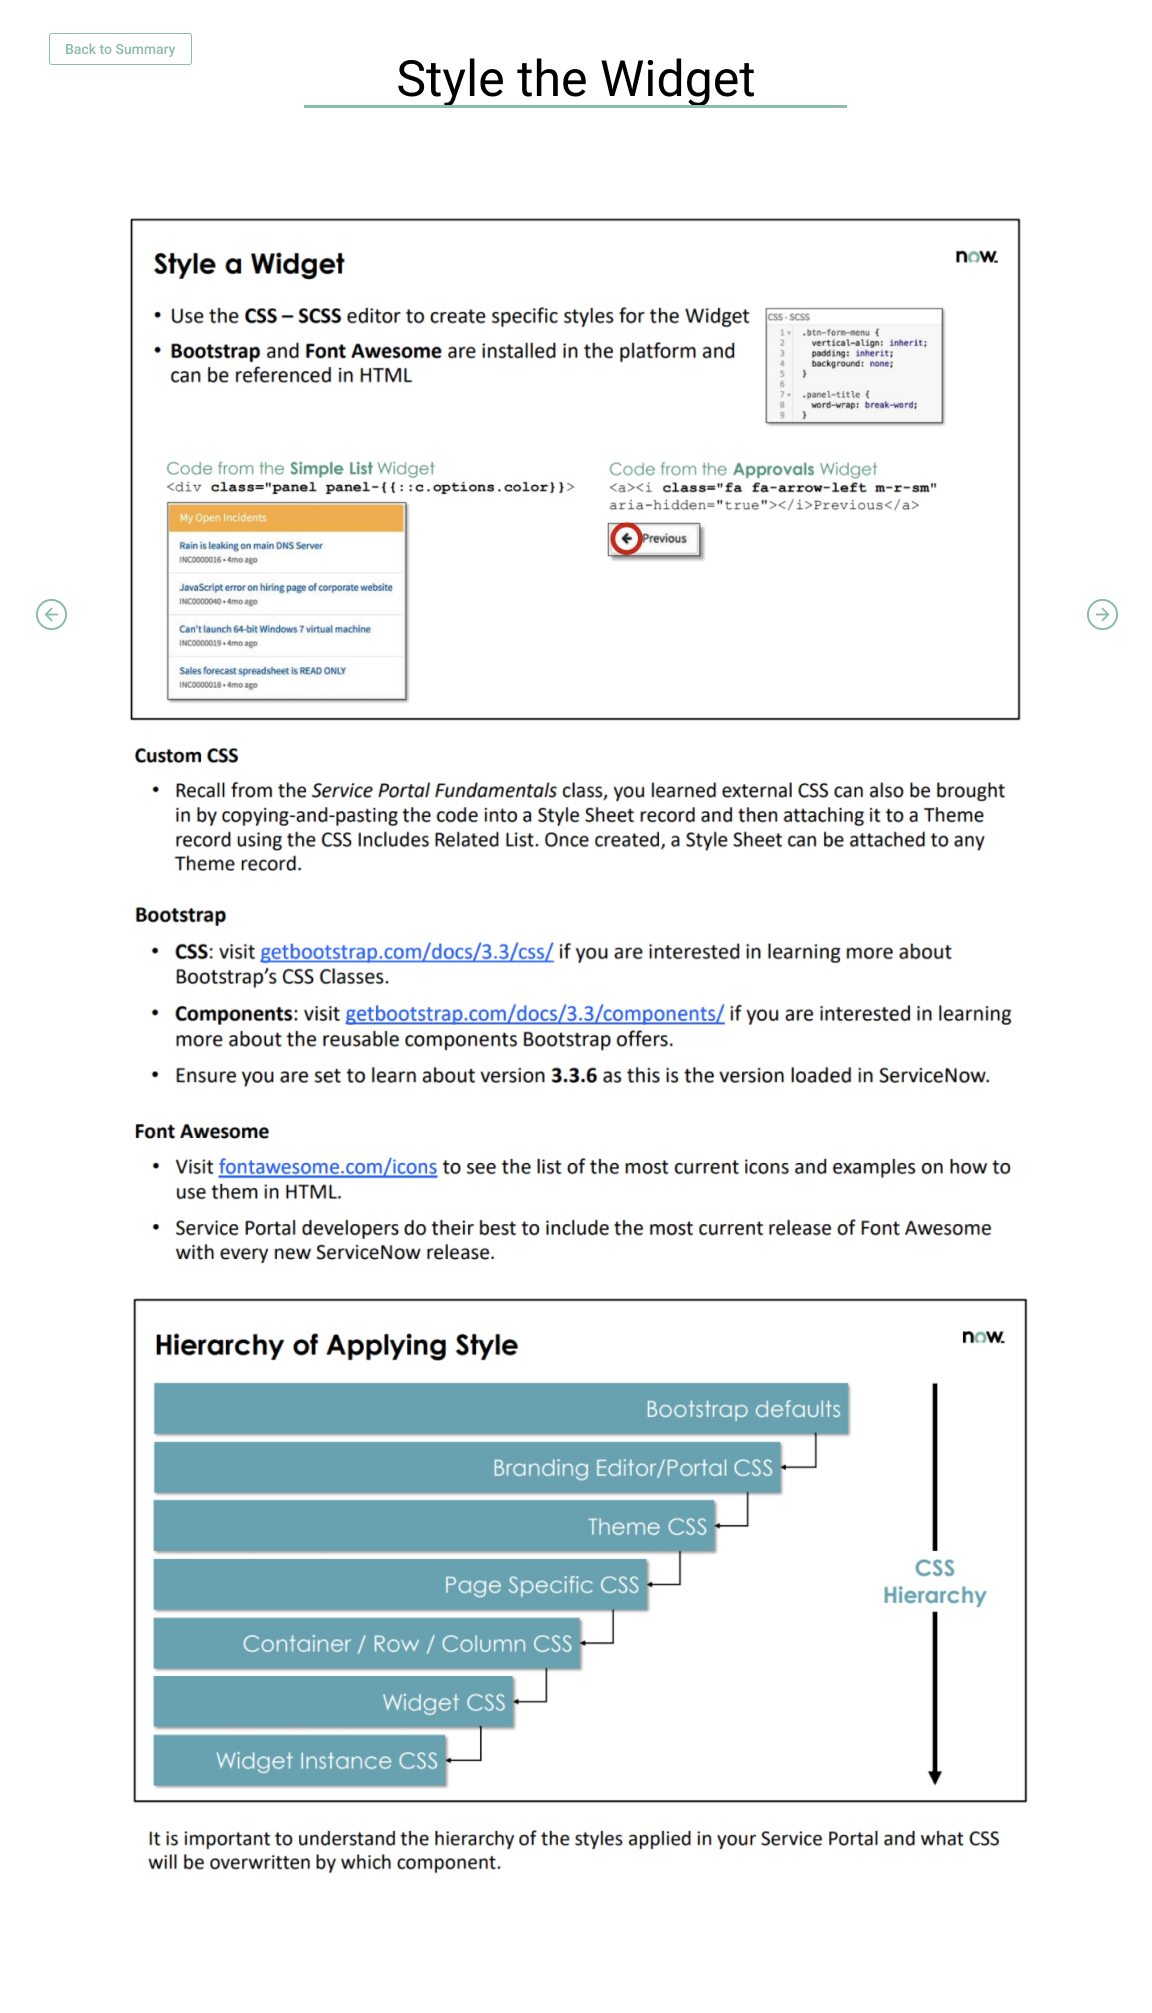 Back to Summary
Style the Widget
Style a Widget
now.
• Use the CSS – SCSS editor to create specific styles for the Widget
• Bootstrap and Font Awesome are installed in the platform and
can be referenced in HTML
CSS - SCSS
1 .btn-form-menu {
2 vertical-align: inherit;
3 padding: inherit;
4 background: none;
5 }
6
7 .panel-title {
8 word-wrap: break-word;
9 }
Code from the Simple List Widget
<div class="panel panel-{{::c.options.color}}>
My Open Incidents
Rain is leaking on main DNS Server
INC0000016 • 4mo ago
JavaScript error on hiring page of corporate website
INC0000040 • 4mo ago
Can't launch 64-bit Windows 7 virtual machine
INC0000019 • 4mo ago
Sales forecast spreadsheet is READ ONLY
INC0000018 • 4mo ago
Code from the Approvals Widget
<a><i class="fa fa-arrow-left m-r-sm"
aria-hidden="true"></i>Previous</a>
Previous
Custom CSS
• Recall from the Service Portal Fundamentals class, you learned external CSS can also be brought
in by copying-and-pasting the code into a Style Sheet record and then attaching it to a Theme
record using the CSS Includes Related List. Once created, a Style Sheet can be attached to any
Theme record.
Bootstrap
• CSS: visit getbootstrap.com/docs/3.3/css/ if you are interested in learning more about
Bootstrap's CSS Classes.
• Components: visit getbootstrap.com/docs/3.3/components/ if you are interested in learning
more about the reusable components Bootstrap offers.
• Ensure you are set to learn about version 3.3.6 as this is the version loaded in ServiceNow.
Font Awesome
• Visit fontawesome.com/icons to see the list of the most current icons and examples on how to
use them in HTML.
• Service Portal developers do their best to include the most current release of Font Awesome
with every new ServiceNow release.
Hierarchy of Applying Style
now.
Bootstrap defaults
Branding Editor/Portal CSS
Theme CSS
Page Specific CSS
Container / Row / Column CSS
Widget CSS
Widget Instance CSS
CSS
Hierarchy
It is important to understand the hierarchy of the styles applied in your Service Portal and what CSS
will be overwritten by which component.